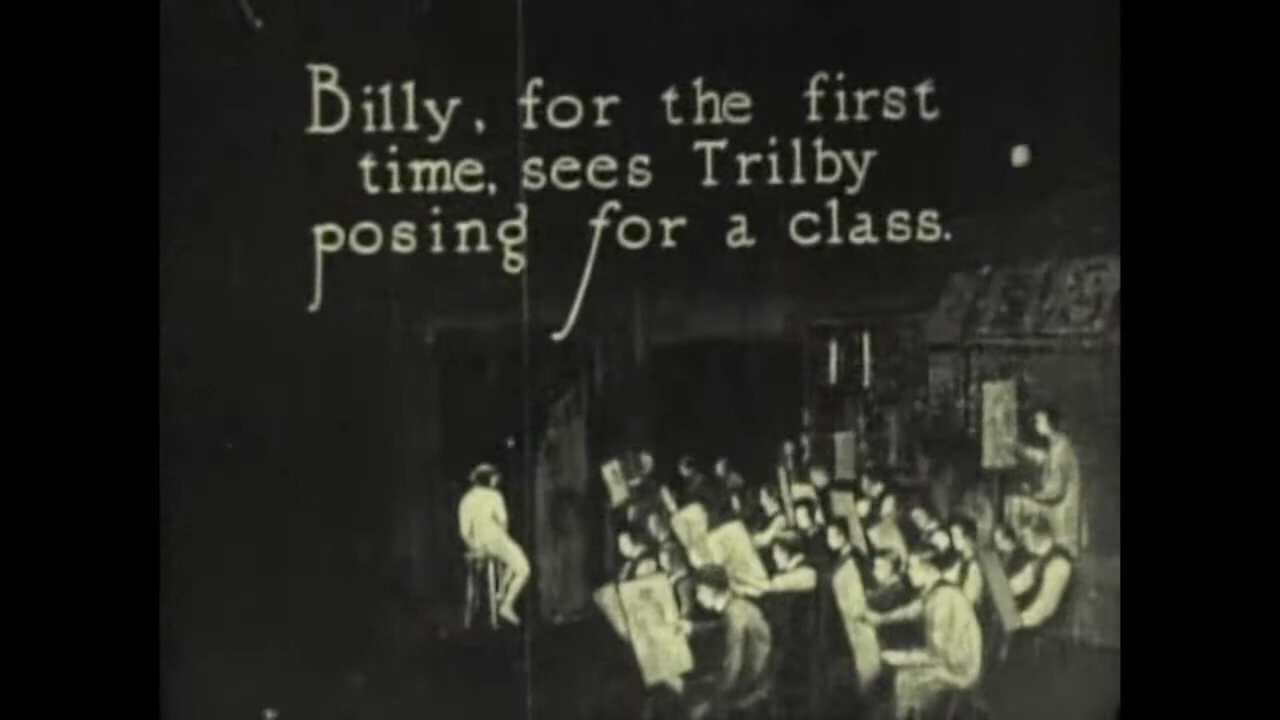 Billy, for the first
time, sees Trilby
posing for a class.